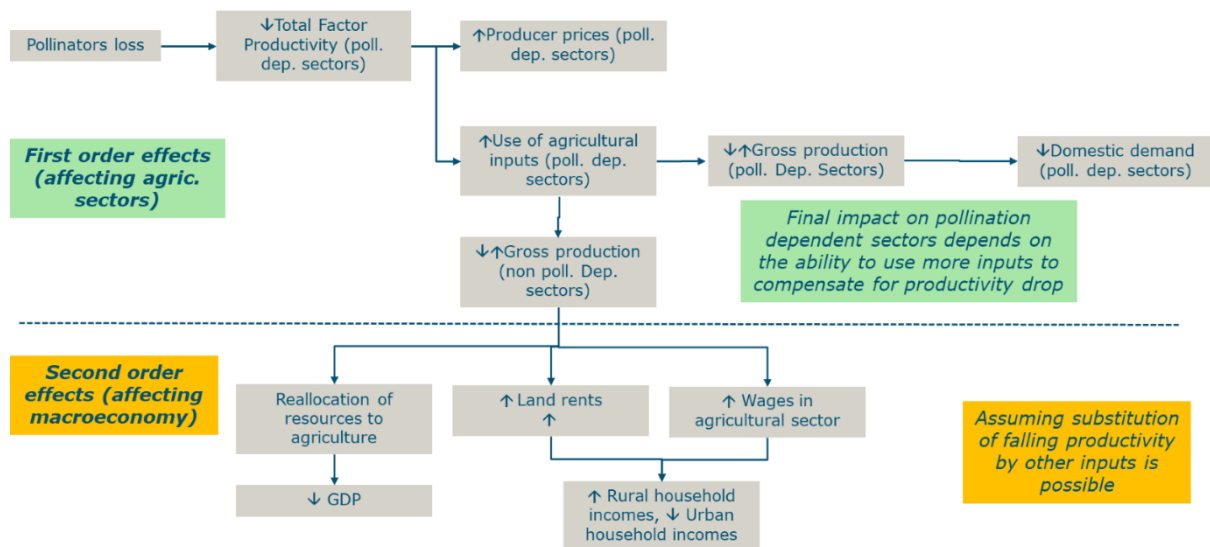 Pollinators loss
↓Total Factor
Productivity (poll.
dep. sectors)
↑Producer prices (poll.
dep. sectors)
First order effects
(affecting agric.
sectors)
↑Use of agricultural
inputs (poll. dep.
sectors)
↓↑Gross production
(poll. Dep. Sectors)
↓Domestic demand
(poll. dep. sectors)
Final impact on pollination
dependent sectors depends on
the ability to use more inputs to
compensate for productivity drop
↓↑Gross production
(non poll. Dep.
sectors)
Second order
effects (affecting
macroeconomy)
Reallocation of
resources to
agriculture
↑ Land rents
↑
↑ Wages in
agricultural sector
Assuming substitution
of falling productivity
by other inputs is
possible
↓ GDP
↑ Rural household
incomes, ↓ Urban
household incomes